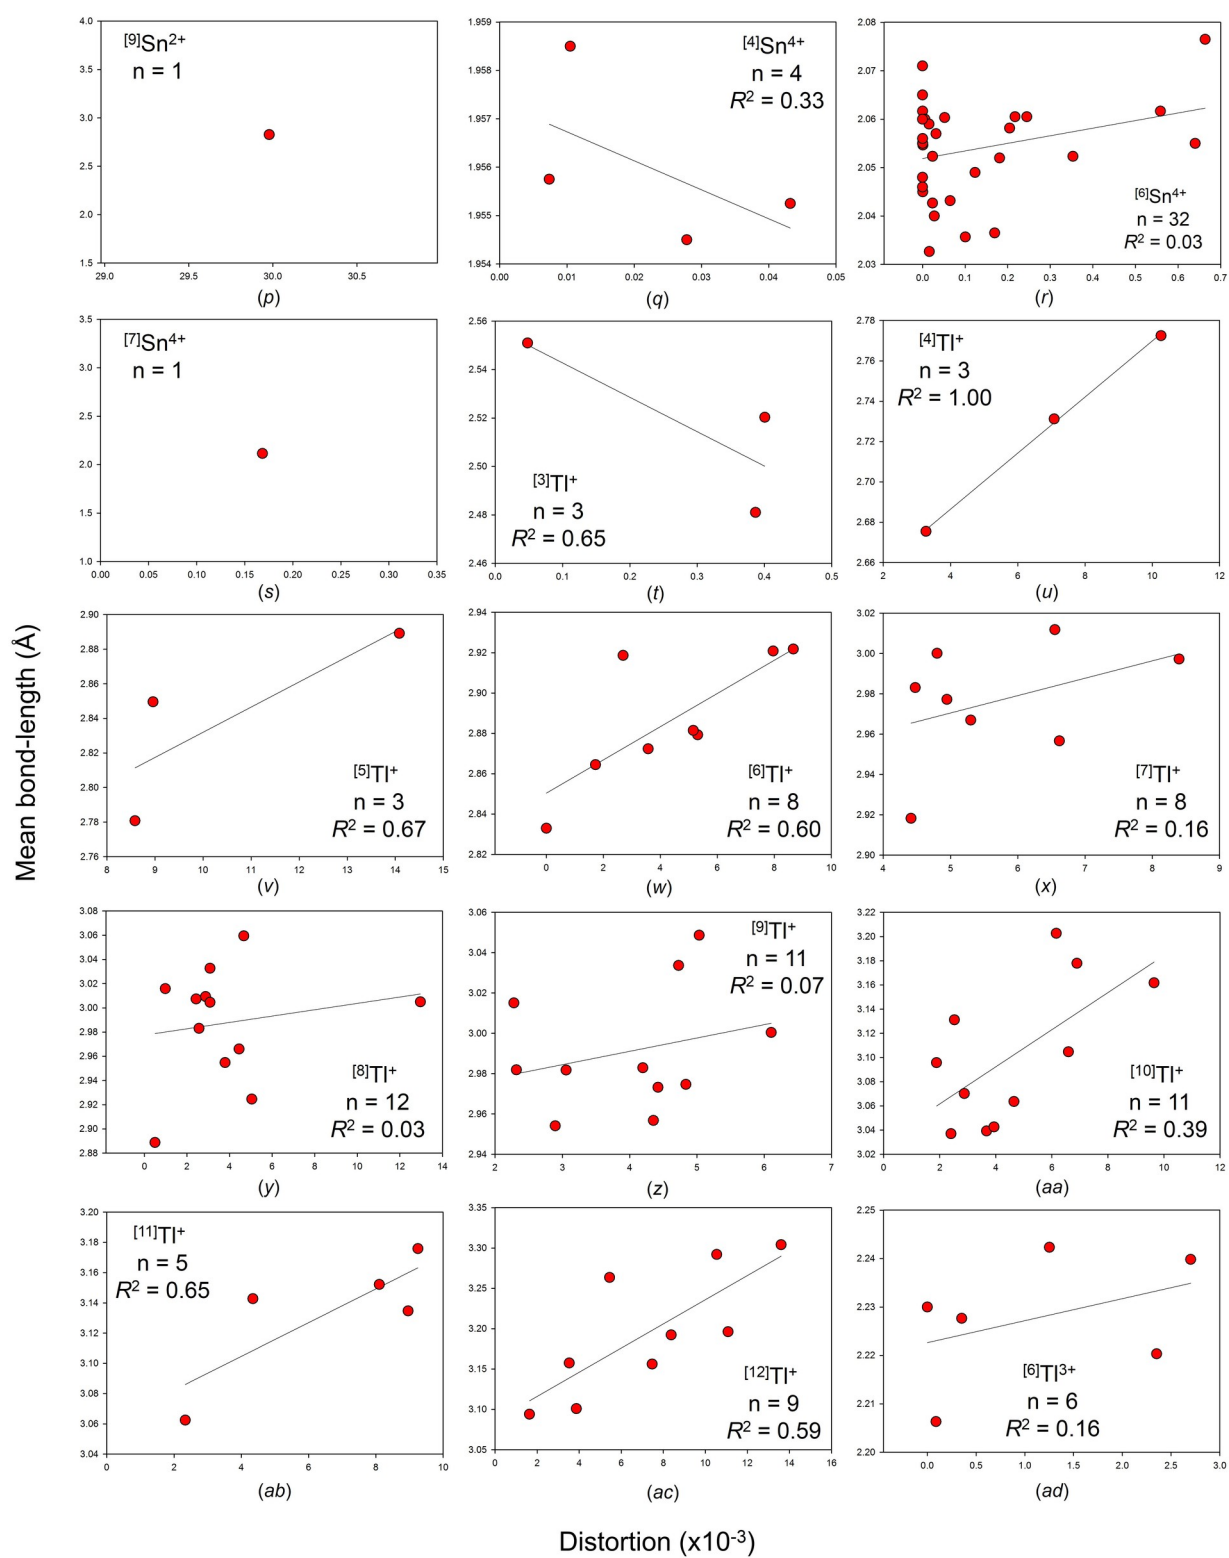 Mean bond-length (Å)
4.0
3.5
3.0
2.5
2.0
1.5
29.0 29.5 30.0 30.5
[9]Sn2+
n = 1
(p)
1.959
1.958
1.957
1.956
1.955
1.954
0.00 0.01 0.02 0.03 0.04 0.05
[4]Sn4+
n = 4
R2 = 0.33
(q)
2.08
2.07
2.06
2.05
2.04
2.03
0.0 0.1 0.2 0.3 0.4 0.5 0.6 0.7
[6]Sn4+
n = 32
R2 = 0.03
(r)
3.5
3.0
2.5
2.0
1.5
1.0
0.00 0.05 0.10 0.15 0.20 0.25 0.30 0.35
[7]Sn4+
n = 1
(s)
2.56
2.54
2.52
2.50
2.48
2.46
0.0 0.1 0.2 0.3 0.4 0.5
[3]Tl+
n = 3
R2 = 0.65
(t)
2.78
2.76
2.74
2.72
2.70
2.68
2.66
2 4 6 8 10 12
[4]Tl+
n = 3
R2 = 1.00
(u)
2.90
2.88
2.86
2.84
2.82
2.80
2.78
2.76
8 9 10 11 12 13 14 15
[5]Tl+
n = 3
R2 = 0.67
(v)
2.94
2.92
2.90
2.88
2.86
2.84
2.82
0 2 4 6 8 10
[6]Tl+
n = 8
R2 = 0.60
(w)
3.02
3.00
2.98
2.96
2.94
2.92
2.90
4 5 6 7 8 9
[7]Tl+
n = 8
R2 = 0.16
(x)
3.08
3.06
3.04
3.02
3.00
2.98
2.96
2.94
2.92
2.90
2.88
0 2 4 6 8 10 12 14
[8]Tl+
n = 12
R2 = 0.03
(y)
3.06
3.04
3.02
3.00
2.98
2.96
2.94
2 3 4 5 6 7
[9]Tl+
n = 11
R2 = 0.07
(z)
3.22
3.20
3.18
3.16
3.14
3.12
3.10
3.08
3.06
3.04
3.02
0 2 4 6 8 10 12
[10]Tl+
n = 11
R2 = 0.39
(aa)
3.20
3.18
3.16
3.14
3.12
3.10
3.08
3.06
3.04
0 2 4 6 8 10
[11]Tl+
n = 5
R2 = 0.65
(ab)
3.35
3.30
3.25
3.20
3.15
3.10
3.05
0 2 4 6 8 10 12 14 16
[12]Tl+
n = 9
R2 = 0.59
(ac)
2.25
2.24
2.23
2.22
2.21
2.20
0.0 0.5 1.0 1.5 2.0 2.5 3.0
[6]Tl3+
n = 6
R2 = 0.16
(ad)
Distortion (x10-3)